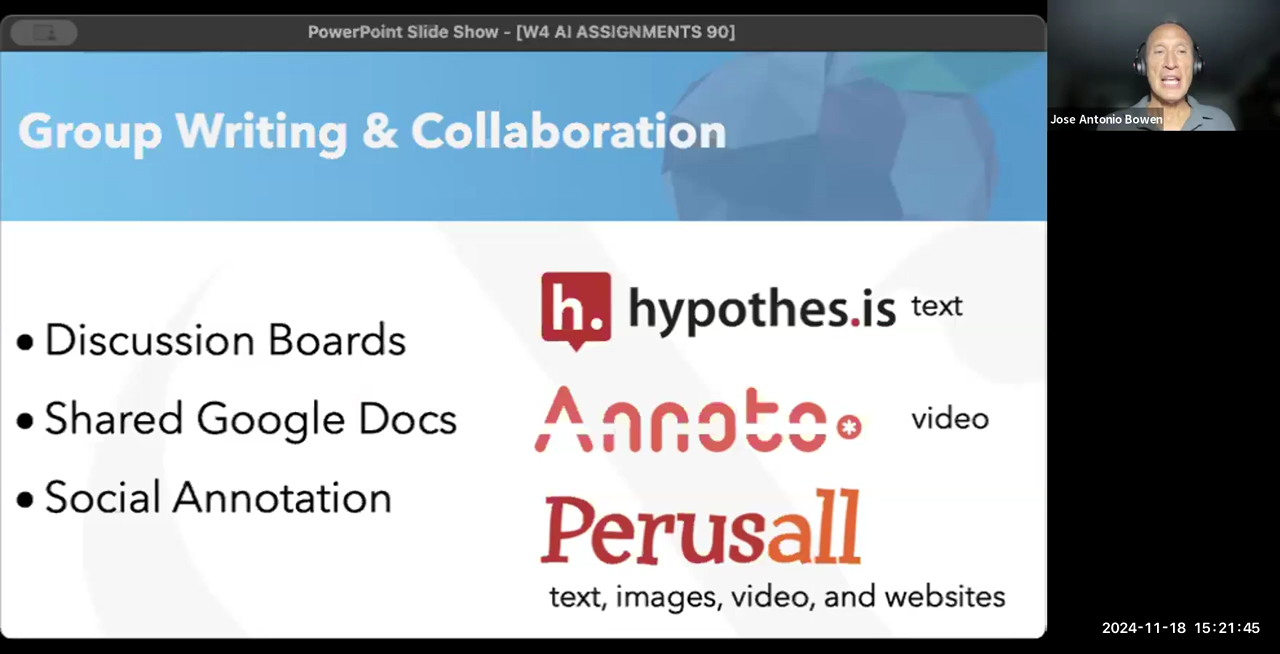 PowerPoint Slide Show - [W4 AI ASSIGNMENTS 90]
Group Writing & Collaboration
• Discussion Boards
• Shared Google Docs
• Social Annotation
h. hypothes.is text
Annoto* video
Perusall
text, images, video, and websites
Jose Antonio Bowen
2024-11-18 15:21:45